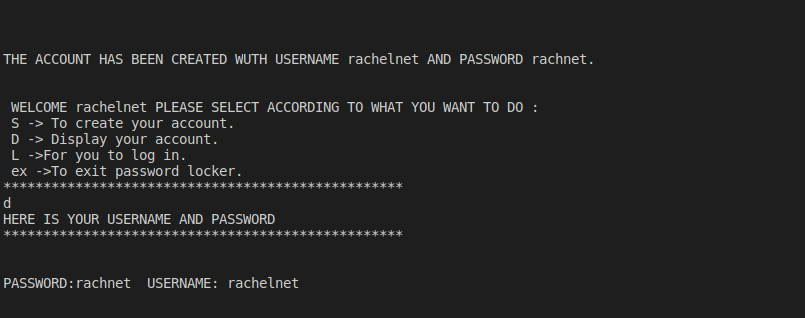 THE ACCOUNT HAS BEEN CREATED WUTH USERNAME rachelnet AND PASSWORD rachnet.
WELCOME rachelnet PLEASE SELECT ACCORDING TO WHAT YOU WANT TO DO :
S -> To create your account.
D -> Display your account.
L ->For you to log in.
ex ->To exit password locker.
**************************************************
d
HERE IS YOUR USERNAME AND PASSWORD
**************************************************
PASSWORD:rachnet  USERNAME: rachelnet